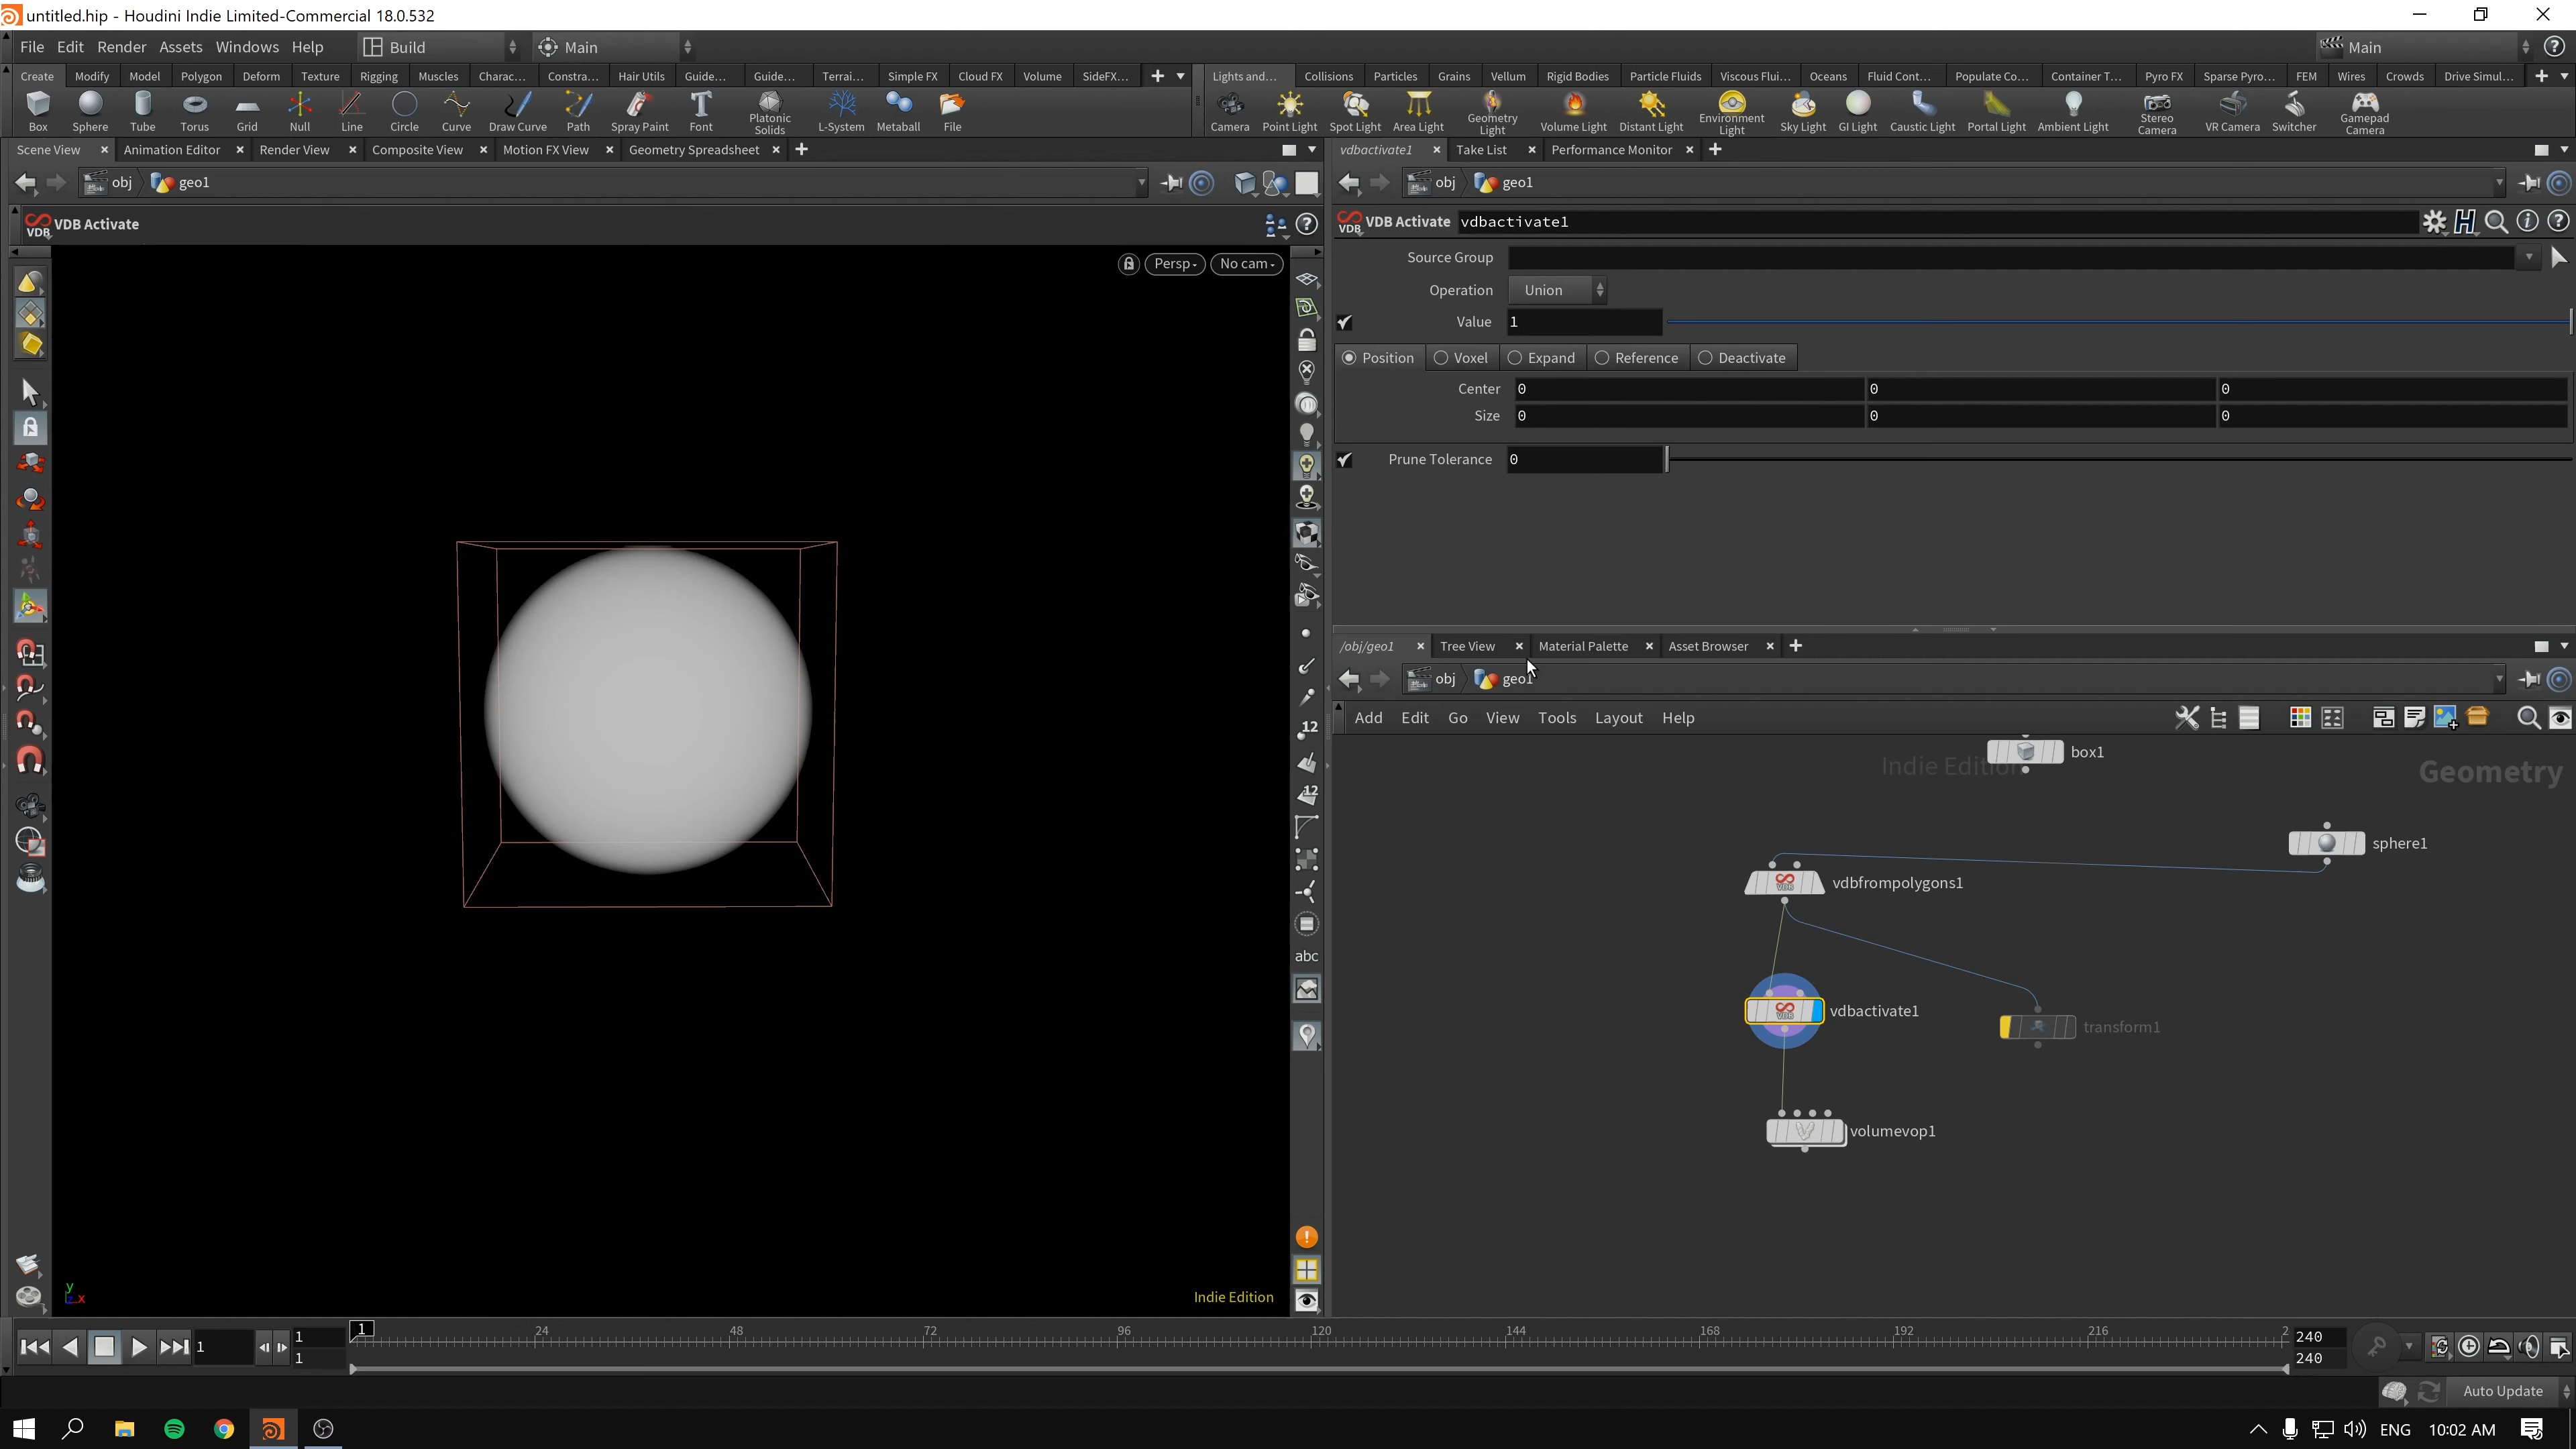 untitled.hip - Houdini Indie Limited-Commercial 18.0.532
File Edit Render Assets Windows Help Build Main Main
Create Modify Model Polygon Deform Texture Rigging Muscles Charac... Constra... Hair Utils Guide... Guide... Terrai... Simple FX Cloud FX Volume SideFX...
Lights and... Collisions Particles Grains Vellum Rigid Bodies Particle Fluids Viscous Flui... Oceans Fluid Cont... Populate Co... Container T... Pyro FX Sparse Pyro... FEM Wires Crowds Drive Simul...
Box Sphere Tube Torus Grid Null Line Circle Curve Draw Curve Path Spray Paint Font Platonic Solids L-System Metaball File
Camera Point Light Spot Light Area Light Geometry Light Volume Light Distant Light Environment Light Sky Light GI Light Caustic Light Portal Light Ambient Light Stereo Camera VR Camera Switcher Gamepad Camera
Scene View Animation Editor Render View Composite View Motion FX View Geometry Spreadsheet
vdbactivate1 Take List Performance Monitor
obj geo1
obj geo1
VDB VDB Activate
VDB VDB Activate vdbactivate1
Persp No cam
Source Group
Operation Union
Value 1
Position Voxel Expand Reference Deactivate
Center 0 0 0
Size 0 0 0
Prune Tolerance 0
/obj/geo1 Tree View Material Palette Asset Browser
obj geo1
Add Edit Go View Tools Layout Help
12
12
abc
Indie Edition
Geometry
box1
sphere1
VDB vdbfrompolygons1
VDB vdbactivate1
transform1
volumevop1
y
z x
Indie Edition
1 1 1 1 24 48 72 96 120 144 168 192 216 2 240
240
Auto Update
ENG 10:02 AM